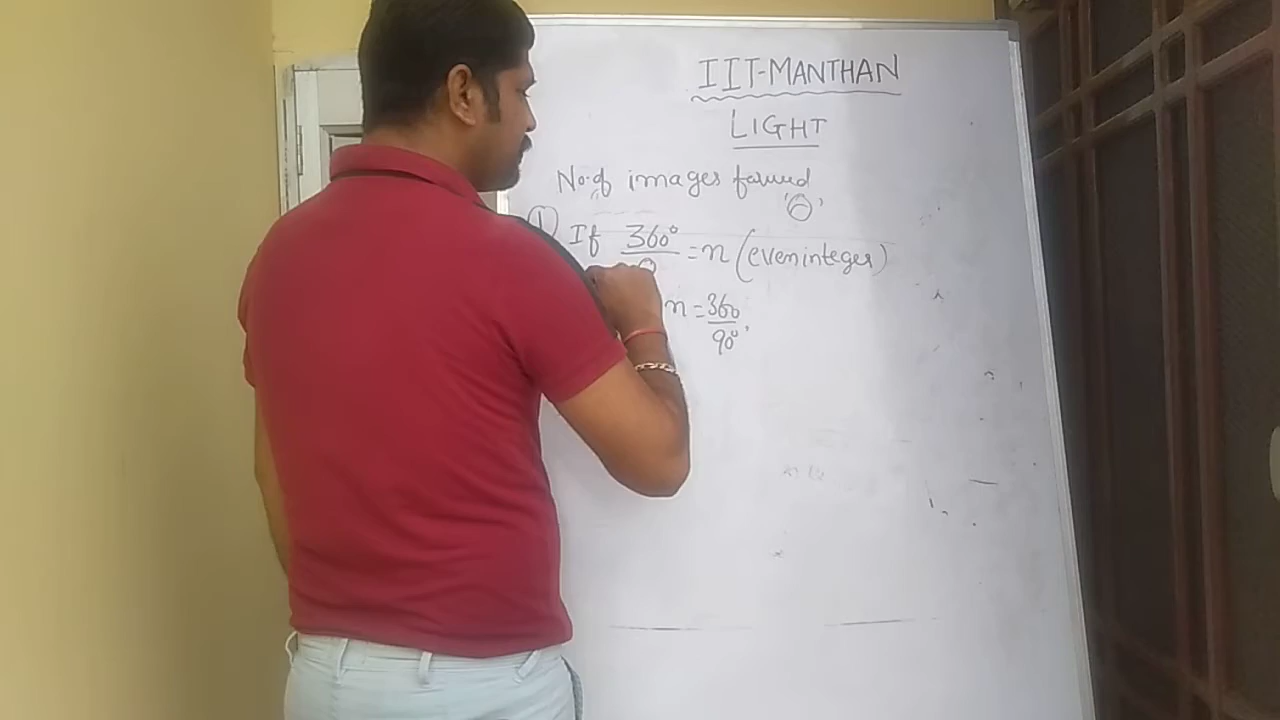 IIT-MANTHAN
LIGHT
No. of images formed
'θ'
① If 360°/θ = n (even integer)
n = 360/90°